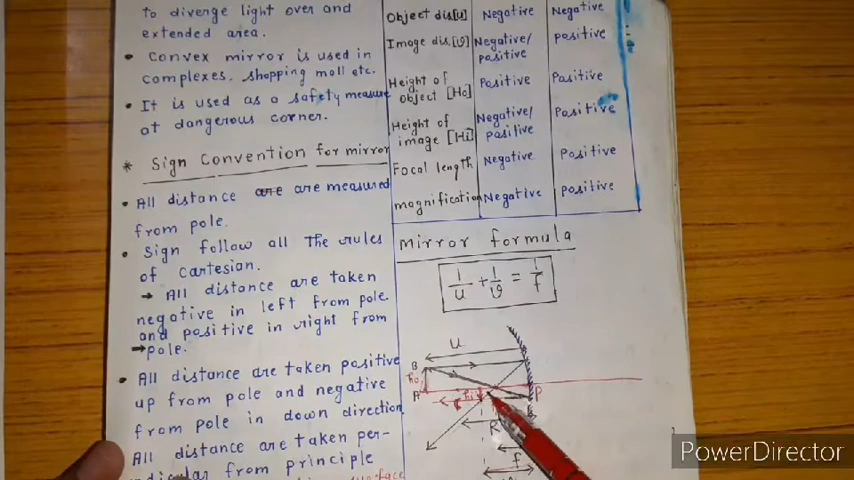 to diverge light over and
extended area.
• Convex mirror is used in
complexes, shopping moll etc.
• It is used as a safety measure
at dangerous corner.
* Sign Convention for mirror
• All distance are are measured
from pole.
• Sign follow all The rules
of Cartesian.
→ All distance are taken
negative in left from pole.
and positive in right from
→ pole.
• All distance are taken positive
up from pole and negative
from pole in down direction
All distance are taken per-
dicular from principle
surface
Object dis[u] Negative Negative
Image dis.[v] Negative/ positive
positive
Height of Positive Positive
object [Ho]
Height of Negative/ Positive
image [Hi] positive
Focal length Negative Positive
magnification Negative positive
Mirror formula
1/u + 1/v = 1/f
u
B
ho
A hi P
R
f
PowerDirector